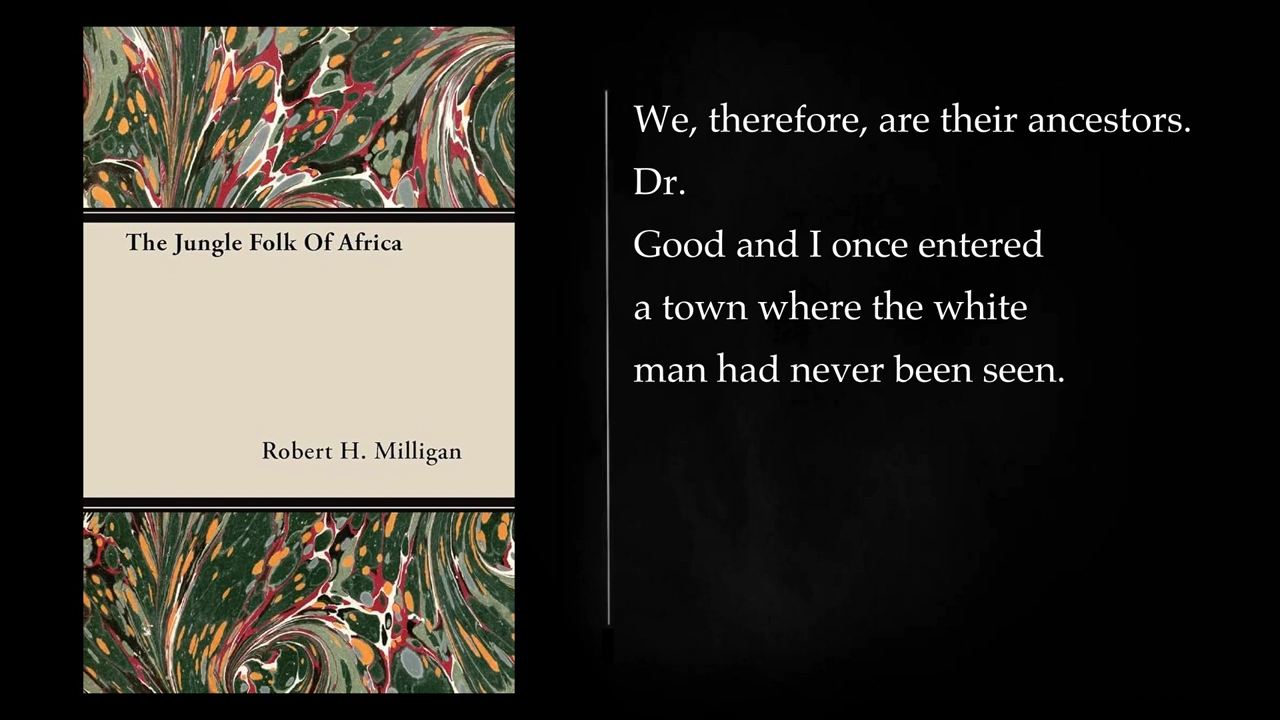 The Jungle Folk Of Africa
Robert H. Milligan
We, therefore, are their ancestors.
Dr.
Good and I once entered
a town where the white
man had never been seen.